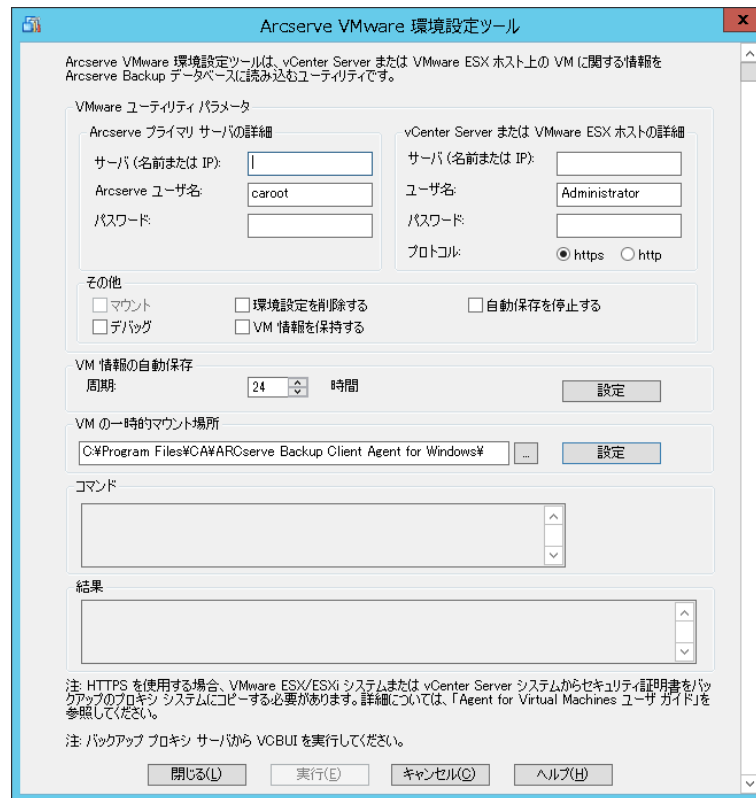 Arcserve VMware 環境設定ツール
x
Arcserve VMware 環境設定ツールは、vCenter Server または VMware ESX ホスト上の VM に関する情報を
Arcserve Backup データベースに読み込むユーティリティです。
VMware ユーティリティ パラメータ
Arcserve プライマリ サーバの詳細
サーバ (名前または IP):
Arcserve ユーザ名:
caroot
パスワード:
vCenter Server または VMware ESX ホストの詳細
サーバ (名前または IP):
ユーザ名:
Administrator
パスワード:
プロトコル:
https
http
その他
マウント
環境設定を削除する
自動保存を停止する
デバッグ
VM 情報を保持する
VM 情報の自動保存
周期:
24
時間
設定
VM の一時的マウント場所
C:¥Program Files¥CA¥ARCserve Backup Client Agent for Windows¥
...
設定
コマンド
結果
注: HTTPS を使用する場合、VMware ESX/ESXi システムまたは vCenter Server システムからセキュリティ証明書をバッ
クアップのプロキシ システムにコピーする必要があります。詳細については、「Agent for Virtual Machines ユーザ ガイド」を
参照してください。
注: バックアップ プロキシ サーバから VCBUI を実行してください。
閉じる(L)
実行(E)
キャンセル(C)
ヘルプ(H)